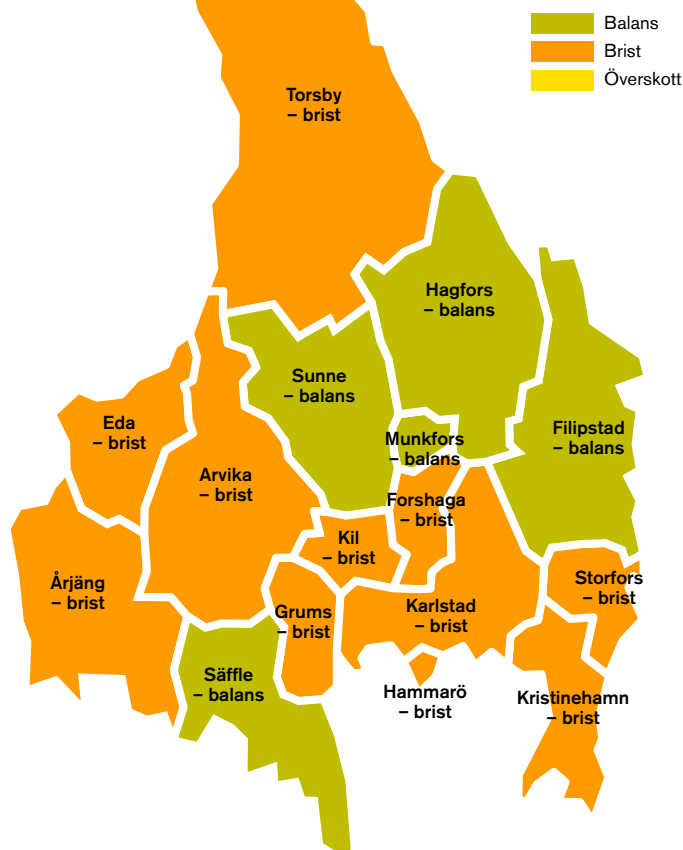 Balans
Brist
Överskott
Torsby
– brist
Hagfors
– balans
Sunne
– balans
Eda
– brist
Munkfors
– balans
Filipstad
– balans
Arvika
– brist
Forshaga
– brist
Kil
– brist
Årjäng
– brist
Storfors
– brist
Grums
– brist
Karlstad
– brist
Säffle
– balans
Hammarö
– brist
Kristinehamn
– brist